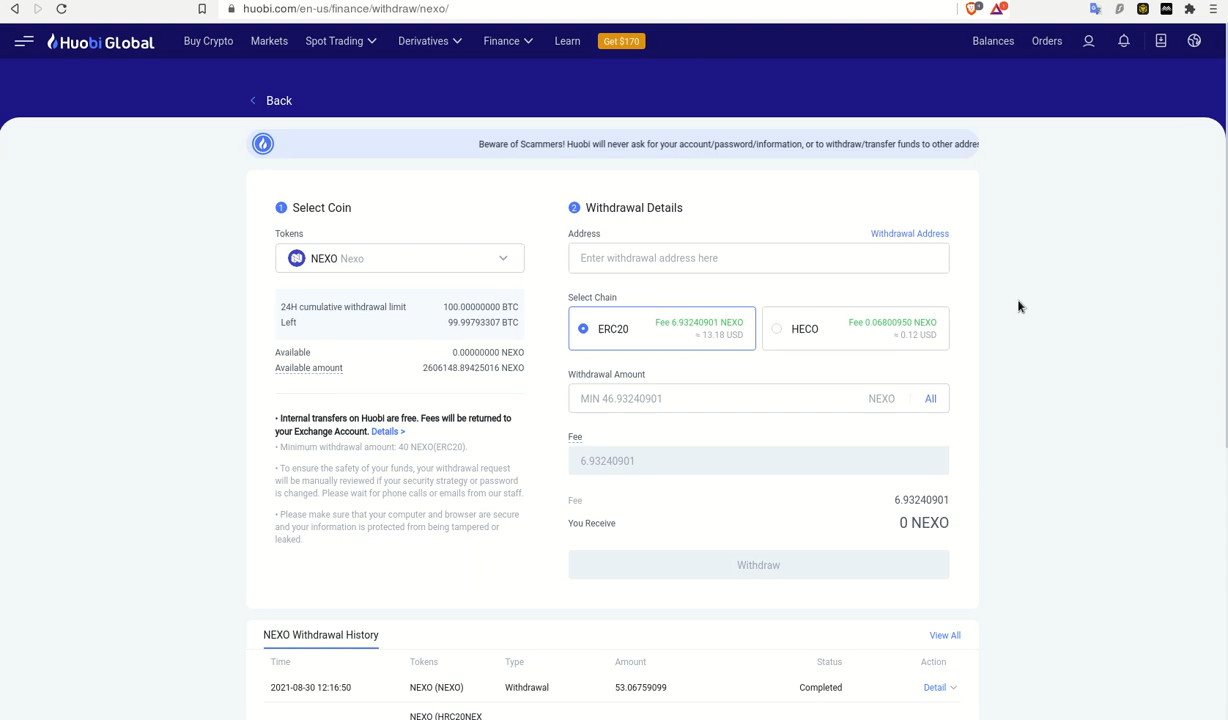 huobi.com/en-us/finance/withdraw/nexo/
Huobi Global
Buy Crypto
Markets
Spot Trading
Derivatives
Finance
Learn
Get $170
Balances
Orders
Back
Beware of Scammers! Huobi will never ask for your account/password/information, or to withdraw/transfer funds to other addre
1 Select Coin
Tokens
NEXO Nexo
24H cumulative withdrawal limit 100.00000000 BTC
Left 99.99793307 BTC
Available 0.00000000 NEXO
Available amount 2606148.89425016 NEXO
• Internal transfers on Huobi are free. Fees will be returned to
your Exchange Account. Details >
• Minimum withdrawal amount: 40 NEXO(ERC20).
• To ensure the safety of your funds, your withdrawal request
will be manually reviewed if your security strategy or password
is changed. Please wait for phone calls or emails from our staff.
• Please make sure that your computer and browser are secure
and your information is protected from being tampered or
leaked.
2 Withdrawal Details
Address Withdrawal Address
Enter withdrawal address here
Select Chain
ERC20 Fee 6.93240901 NEXO
≈ 13.18 USD
HECO Fee 0.06800950 NEXO
≈ 0.12 USD
Withdrawal Amount
MIN 46.93240901 NEXO All
Fee
6.93240901
Fee 6.93240901
You Receive 0 NEXO
Withdraw
NEXO Withdrawal History View All
Time Tokens Type Amount Status Action
2021-08-30 12:16:50 NEXO (NEXO) Withdrawal 53.06759099 Completed Detail
NEXO (HRC20NEX